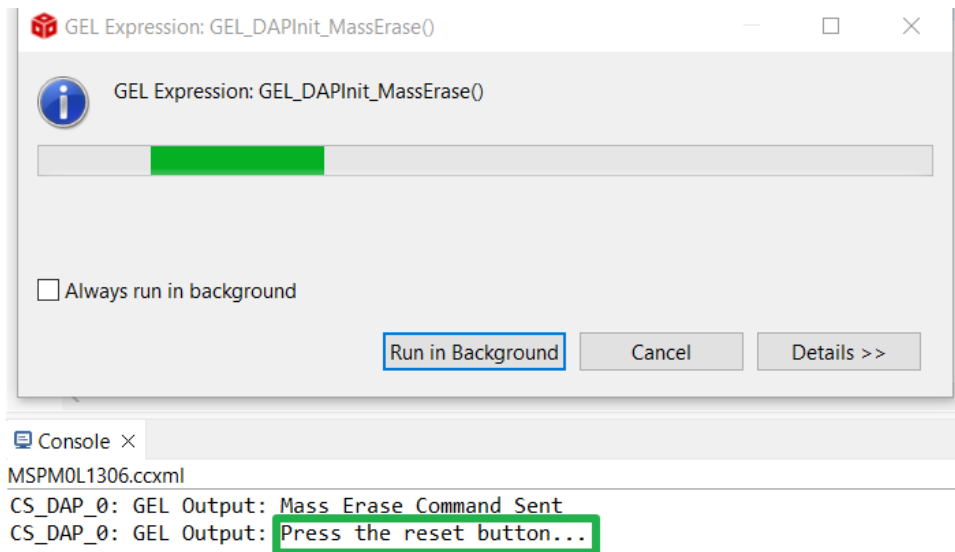 GEL Expression: GEL_DAPInit_MassErase()
GEL Expression: GEL_DAPInit_MassErase()
Always run in background
Run in Background
Cancel
Details >>
Console
MSPM0L1306.ccxml
CS_DAP_0: GEL Output: Mass Erase Command Sent
CS_DAP_0: GEL Output: Press the reset button...